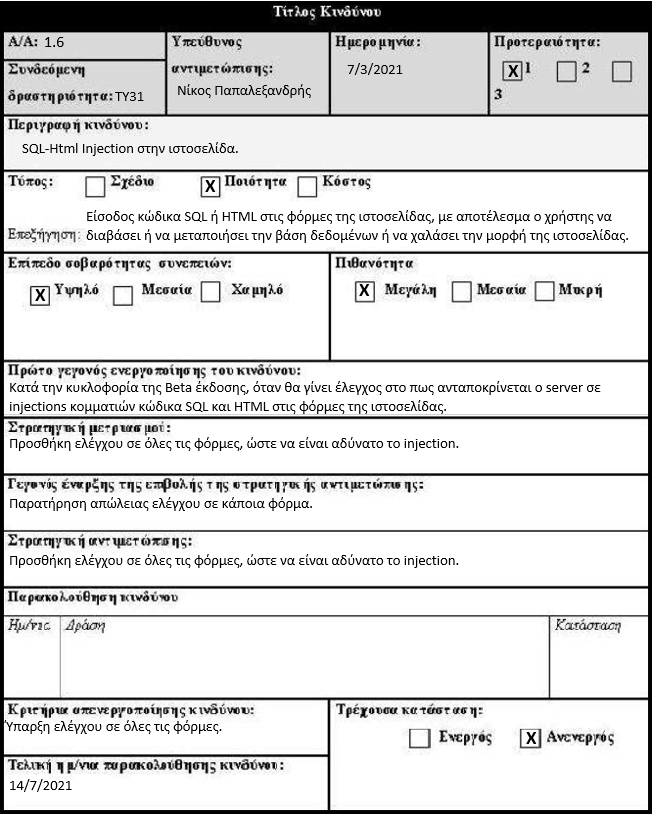 Τίτλος Κινδύνου
Α/Α: 1.6
Υπεύθυνος αντιμετώπισης:
Νίκος Παπαλεξανδρής
Ημερομηνία:
7/3/2021
Προτεραιότητα:
X 1 2
3
Συνδεόμενη
δραστηριότητα: ΤΥ31
Περιγραφή κινδύνου:
SQL-Html Injection στην ιστοσελίδα.
Τύπος: Σχέδιο X Ποιότητα Κόστος
Επεξήγηση: Είσοδος κώδικα SQL ή HTML στις φόρμες της ιστοσελίδας, με αποτέλεσμα ο χρήστης να
διαβάσει ή να μεταποιήσει την βάση δεδομένων ή να χαλάσει την μορφή της ιστοσελίδας.
Επίπεδο σοβαρότητας συνεπειών:
X Υψηλό Μεσαία Χαμηλό
Πιθανότητα
X Μεγάλη Μεσαία Μικρή
Πρώτο γεγονός ενεργοποίησης του κινδύνου:
Κατά την κυκλοφορία της Beta έκδοσης, όταν θα γίνει έλεγχος στο πως ανταποκρίνεται ο server σε
injections κομματιών κώδικα SQL και HTML στις φόρμες της ιστοσελίδας.
Στρατηγική μετριασμού:
Προσθήκη ελέγχου σε όλες τις φόρμες, ώστε να είναι αδύνατο το injection.
Γεγονός έναρξης της επιβολής της στρατηγικής αντιμετώπισης:
Παρατήρηση απώλειας ελέγχου σε κάποια φόρμα.
Στρατηγική αντιμετώπισης:
Προσθήκη ελέγχου σε όλες τις φόρμες, ώστε να είναι αδύνατο το injection.
Παρακολούθηση κινδύνου
Ημ/νια Δράση Κατάσταση
Κριτήρια απενεργοποίησης κινδύνου:
Ύπαρξη ελέγχου σε όλες τις φόρμες.
Τρέχουσα κατάσταση:
Ενεργός X Ανενεργός
Τελική ημ/νια παρακολούθησης κινδύνου:
14/7/2021